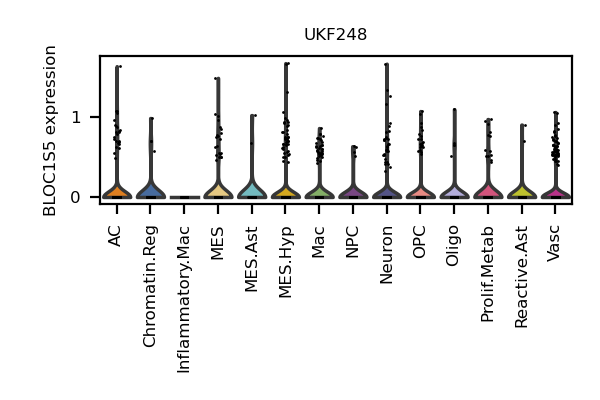 UKF248
BLOC1S5 expression
1
0
AC
Chromatin.Reg
Inflammatory.Mac
MES
MES.Ast
MES.Hyp
Mac
NPC
Neuron
OPC
Oligo
Prolif.Metab
Reactive.Ast
Vasc